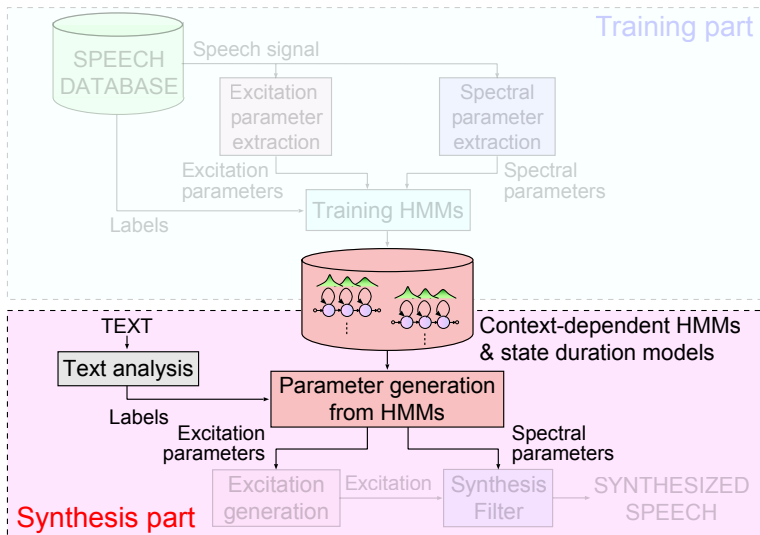 Training part
SPEECH
DATABASE
Speech signal
Excitation
parameter
extraction
Spectral
parameter
extraction
Excitation
parameters
Spectral
parameters
Labels
Training HMMs
TEXT
Context-dependent HMMs
& state duration models
Text analysis
Parameter generation
from HMMs
Labels
Excitation
parameters
Spectral
parameters
Excitation
generation
Excitation
Synthesis
Filter
SYNTHESIZED
SPEECH
Synthesis part